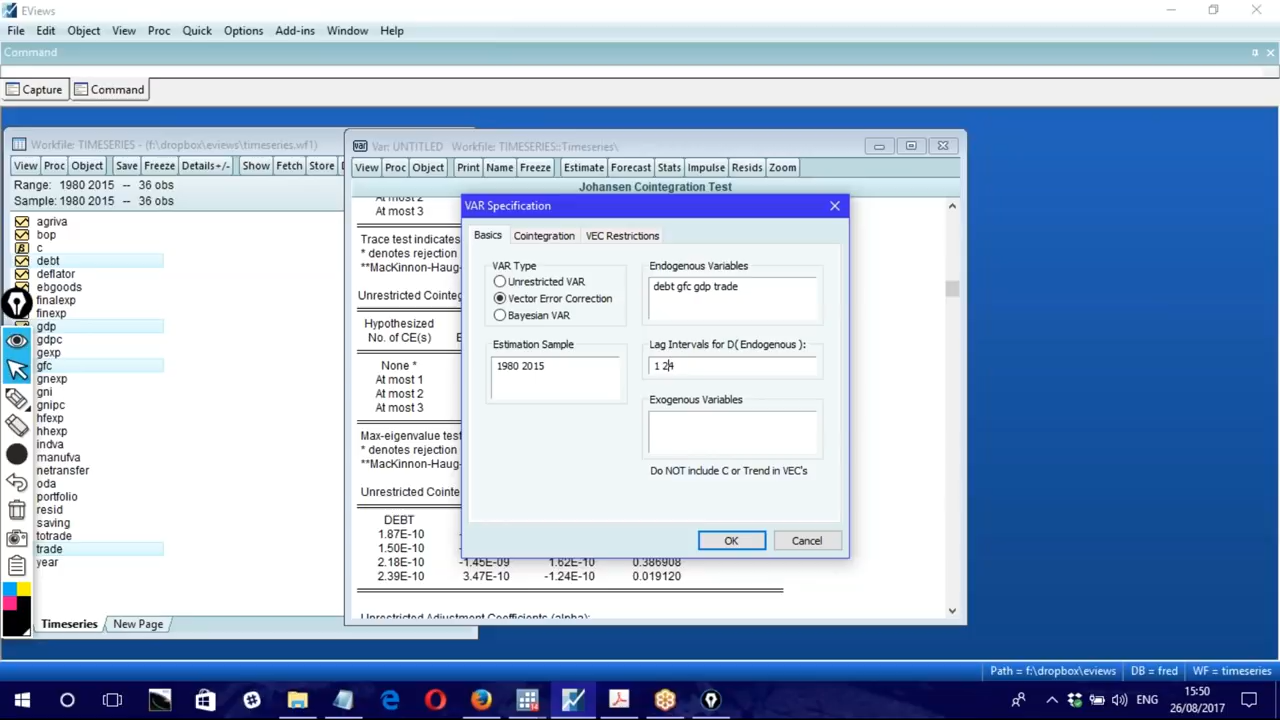 EViews
File Edit Object View Proc Quick Options Add-ins Window Help
Command
Capture Command
Workfile: TIMESERIES - (f:\dropbox\eviews\timeseries.wf1)
View Proc Object Save Freeze Details+/- Show Fetch Store
Range: 1980 2015 -- 36 obs
Sample: 1980 2015 -- 36 obs
agriva
bop
c
debt
deflator
ebgoods
finalexp
finexp
gdp
gdpc
gexp
gfc
gnexp
gni
gnipc
hfexp
hhexp
indva
manufva
netransfer
oda
portfolio
resid
saving
totrade
trade
year
Timeseries New Page
var Var: UNTITLED Workfile: TIMESERIES::Timeseries\
View Proc Object Print Name Freeze Estimate Forecast Stats Impulse Resids Zoom
Johansen Cointegration Test
At most 2
At most 3
Trace test indicates
* denotes rejection
**MacKinnon-Haug-
Unrestricted Cointeg
Hypothesized
No. of CE(s)
None *
At most 1
At most 2
At most 3
Max-eigenvalue test
* denotes rejection
**MacKinnon-Haug-
Unrestricted Cointe
DEBT
1.87E-10
1.50E-10
2.18E-10 -1.45E-09 1.62E-10 0.386908
2.39E-10 3.47E-10 -1.24E-10 0.019120
Unrestricted Adjustment Coefficients (alpha):
VAR Specification
Basics Cointegration VEC Restrictions
VAR Type
Unrestricted VAR
Vector Error Correction
Bayesian VAR
Estimation Sample
1980 2015
Endogenous Variables
debt gfc gdp trade
Lag Intervals for D( Endogenous ):
1 24
Exogenous Variables
Do NOT include C or Trend in VEC's
OK Cancel
Path = f:\dropbox\eviews DB = fred WF = timeseries
ENG
15:50
26/08/2017